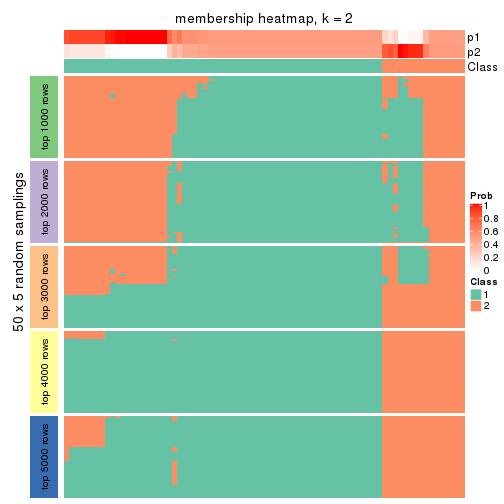 membership heatmap, k = 2
p1
p2
Class
50 x 5 random samplings
top 1000 rows
top 2000 rows
top 3000 rows
top 4000 rows
top 5000 rows
Prob
1
0.8
0.6
0.4
0.2
0
Class
1
2